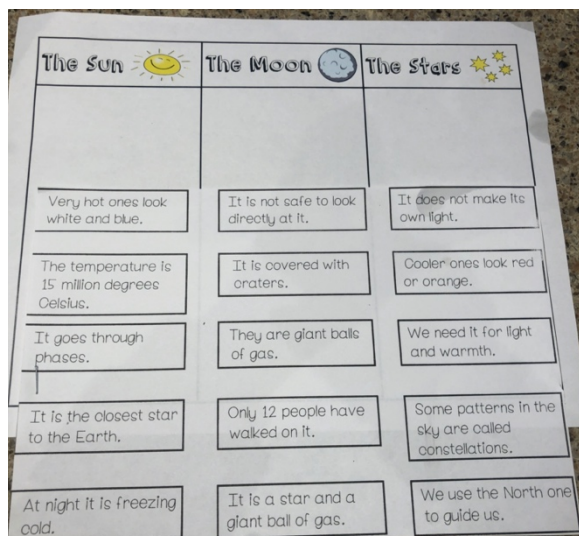 The Sun
The Moon
The Stars
Very hot ones look
white and blue.
It is not safe to look
directly at it.
It does not make its
own light.
The temperature is
15 million degrees
Celsius.
It is covered with
craters.
Cooler ones look red
or orange.
It goes through
phases.
They are giant balls
of gas.
We need it for light
and warmth.
It is the closest star
to the Earth.
Only 12 people have
walked on it.
Some patterns in the
sky are called
constellations.
At night it is freezing
cold.
It is a star and a
giant ball of gas.
We use the North one
to guide us.